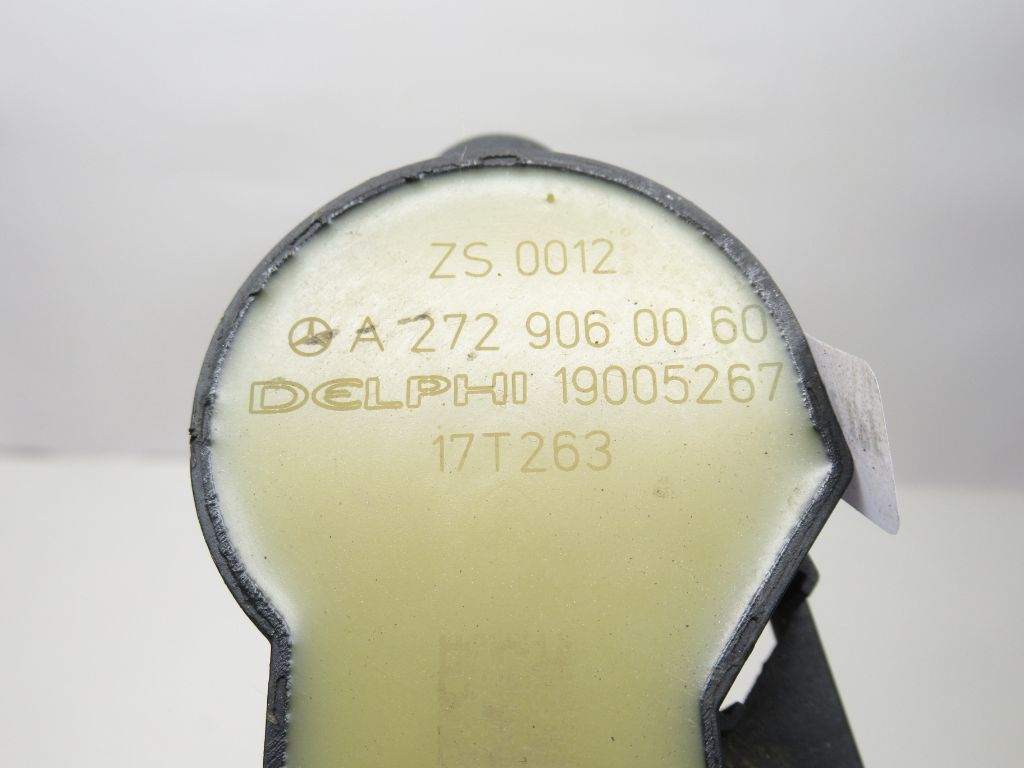 ZS.0012
A 272 906 00 60
DELPHI 19005267
17T263